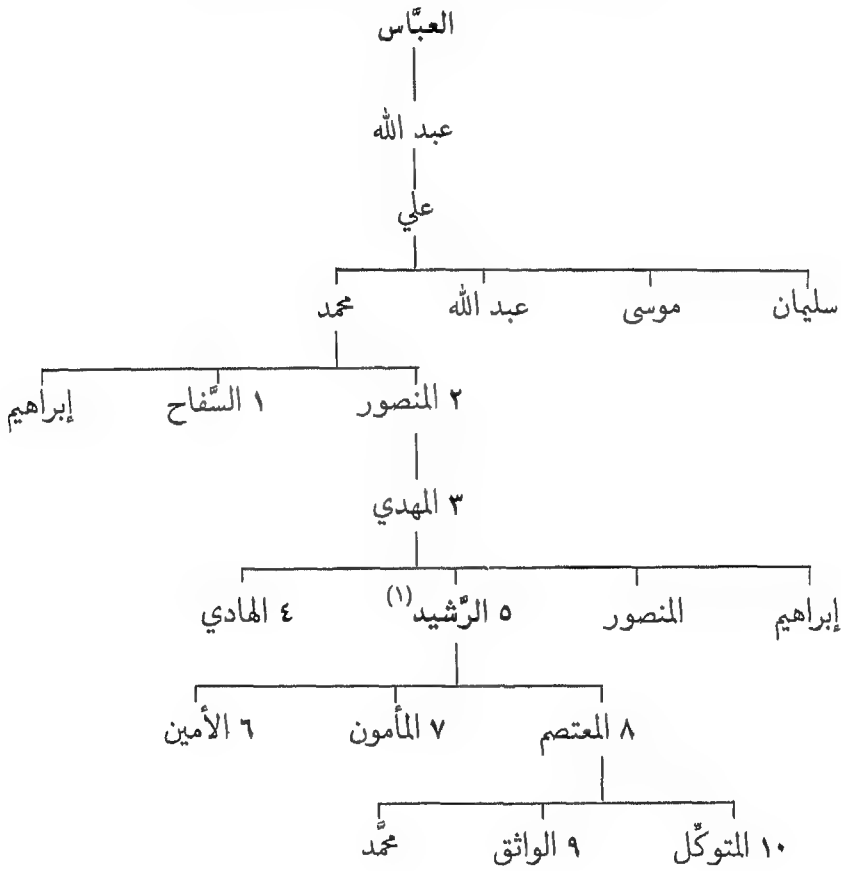 العبَّاس
عبد الله
علي
سليمان موسى عبد الله محمد
٢ المنصور ١ السَّفاح إبراهيم
٣ المهدي
إبراهيم المنصور ٥ الرَّشيد(١) ٤ الهادي
٨ المعتصم ٧ المأمون ٦ الأمين
١٠ المتوكِّل ٩ الواثق محمَّد